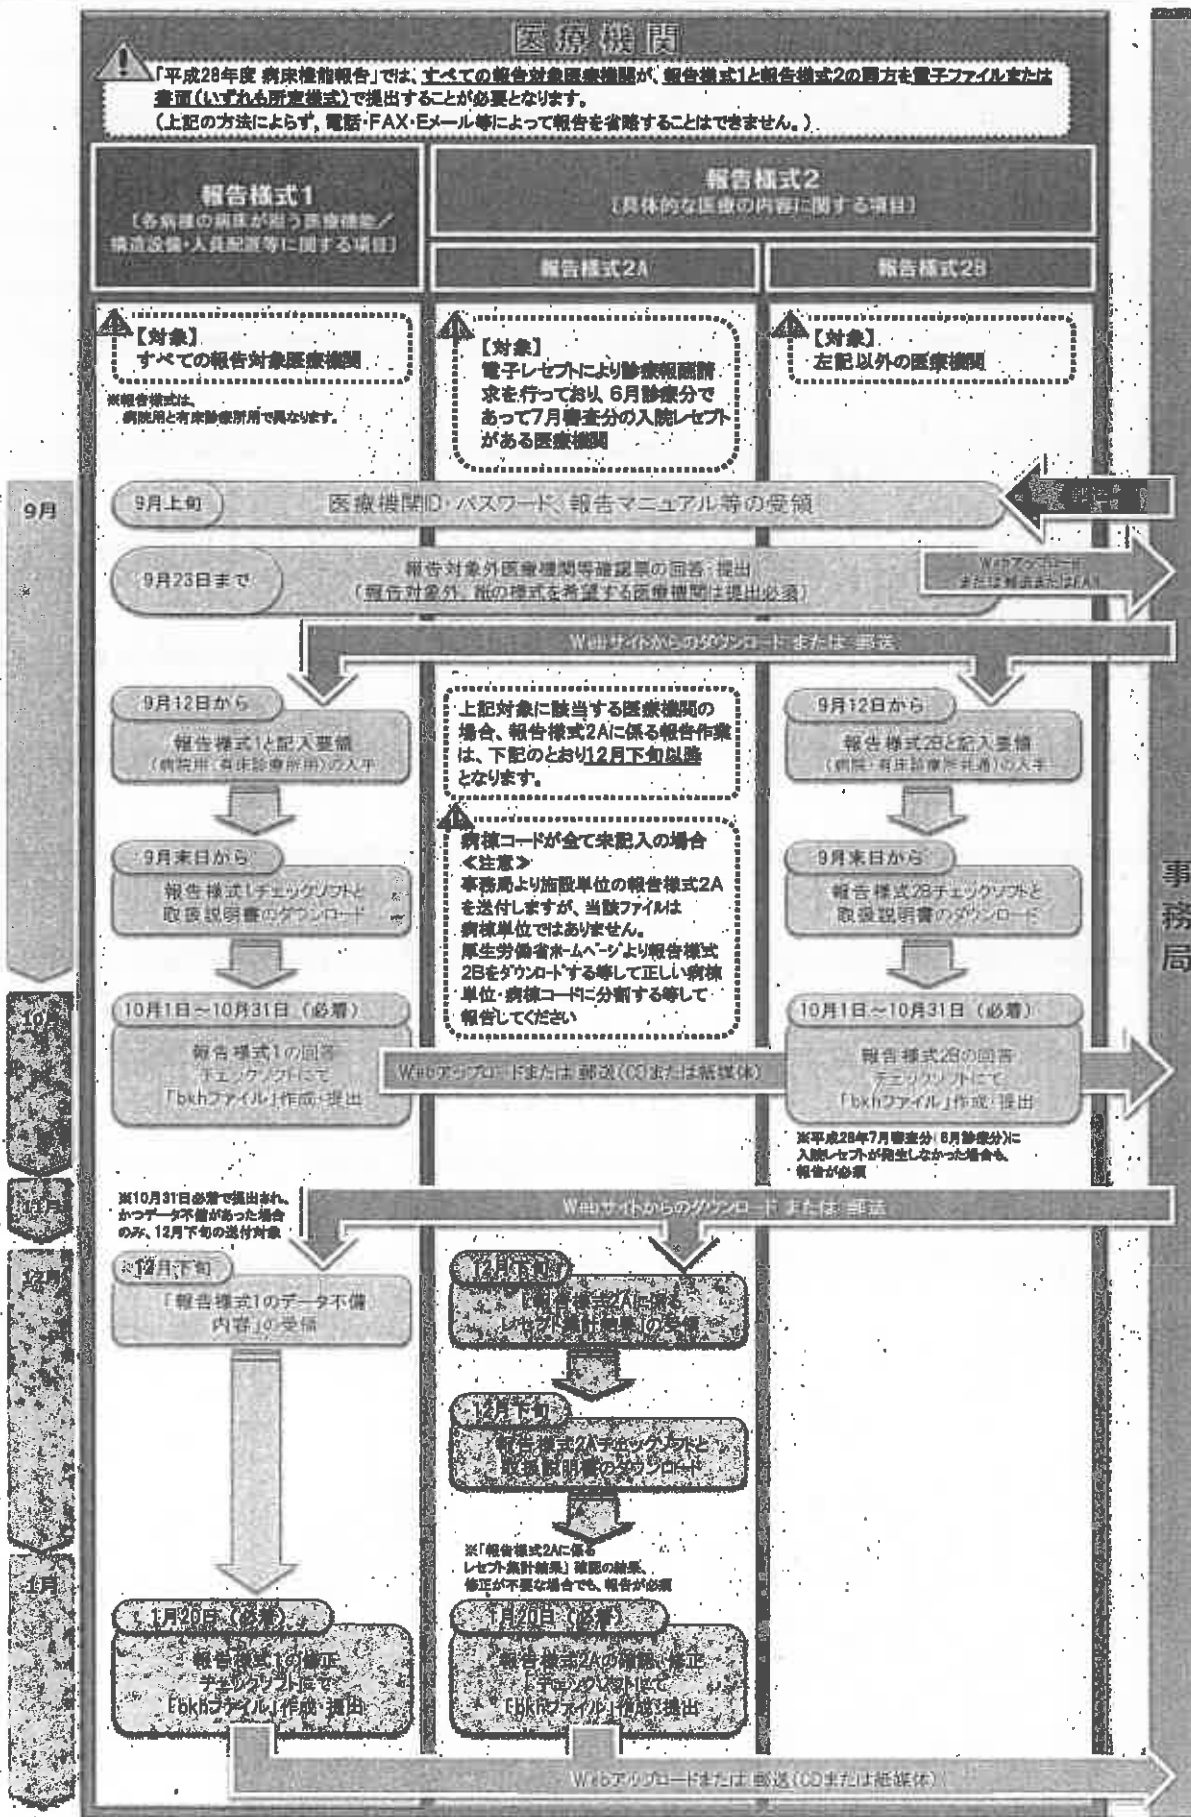 医療機関
「平成28年度 病床機能報告」では、すべての報告対象医療機関が、報告様式1と報告様式2の両方を電子ファイルまたは
書面(いずれも所定様式)で提出することが必要となります。
(上記の方法によらず、電話・FAX・Eメール等によって報告を省略することはできません。)
報告様式1
〔各病棟の病床が担う医療機能/
構造設備・人員配置等に関する項目〕
報告様式2
〔具体的な医療の内容に関する項目〕
報告様式2A
報告様式2B
【対象】
すべての報告対象医療機関
※報告様式は、
病院用と有床診療所用で異なります。
【対象】
電子レセプトにより診療報酬請
求を行っており、6月診療分で
あって7月審査分の入院レセプト
がある医療機関
【対象】
左記以外の医療機関
9月
9月上旬
医療機関ID・パスワード、報告マニュアル等の受領
9月23日まで
報告対象外医療機関等確認票の回答・提出
(報告対象外、紙の様式を希望する医療機関は提出必須)
Webアップロード
または郵送またはFAX
Webサイトからのダウンロード または 郵送
9月12日から
報告様式1と記入要領
(病院用/有床診療所用)の入手
上記対象に該当する医療機関の
場合、報告様式2Aに係る報告作業
は、下記のとおり12月下旬以降
となります。
9月12日から
報告様式2Bと記入要領
(病院・有床診療所共通)の入手
9月末日から
報告様式1チェックソフトと
取扱説明書のダウンロード
病棟コードが全て未記入の場合
≪注意≫
事務局より施設単位の報告様式2A
を送付しますが、当該ファイルは
病棟単位ではありません。
厚生労働省ホームページより報告様式
2Bをダウンロードする等して正しい病棟
単位・病棟コードに分割する等して
報告してください
9月末日から
報告様式2Bチェックソフトと
取扱説明書のダウンロード
事務局
10月
10月1日~10月31日(必着)
報告様式1の回答
チェックソフトにて
「bkhファイル」作成・提出
Webアップロードまたは 郵送(CDまたは紙媒体)
10月1日~10月31日(必着)
報告様式2Bの回答
チェックソフトにて
「bkhファイル」作成・提出
※平成28年7月審査分(6月診療分)に
入院レセプトが発生しなかった場合も、
報告が必須
11月
※10月31日必着で提出され、
かつデータ不備があった場合
のみ、12月下旬の送付対象
Webサイトからのダウンロード または 郵送
12月
12月下旬
「報告様式1のデータ不備
内容」の受領
12月下旬
「報告様式2Aに係る
レセプト集計結果」の受領
12月下旬
報告様式2Aチェックソフトと
取扱説明書のダウンロード
※「報告様式2Aに係る
レセプト集計結果」確認の結果、
修正が不要な場合でも、報告が必須
1月
1月20日(必着)
報告様式1の修正
チェックソフトにて
「bkhファイル」作成・提出
1月20日(必着)
報告様式2Aの確認・修正
チェックソフトにて
「bkhファイル」作成・提出
Webアップロードまたは 郵送(CDまたは紙媒体)